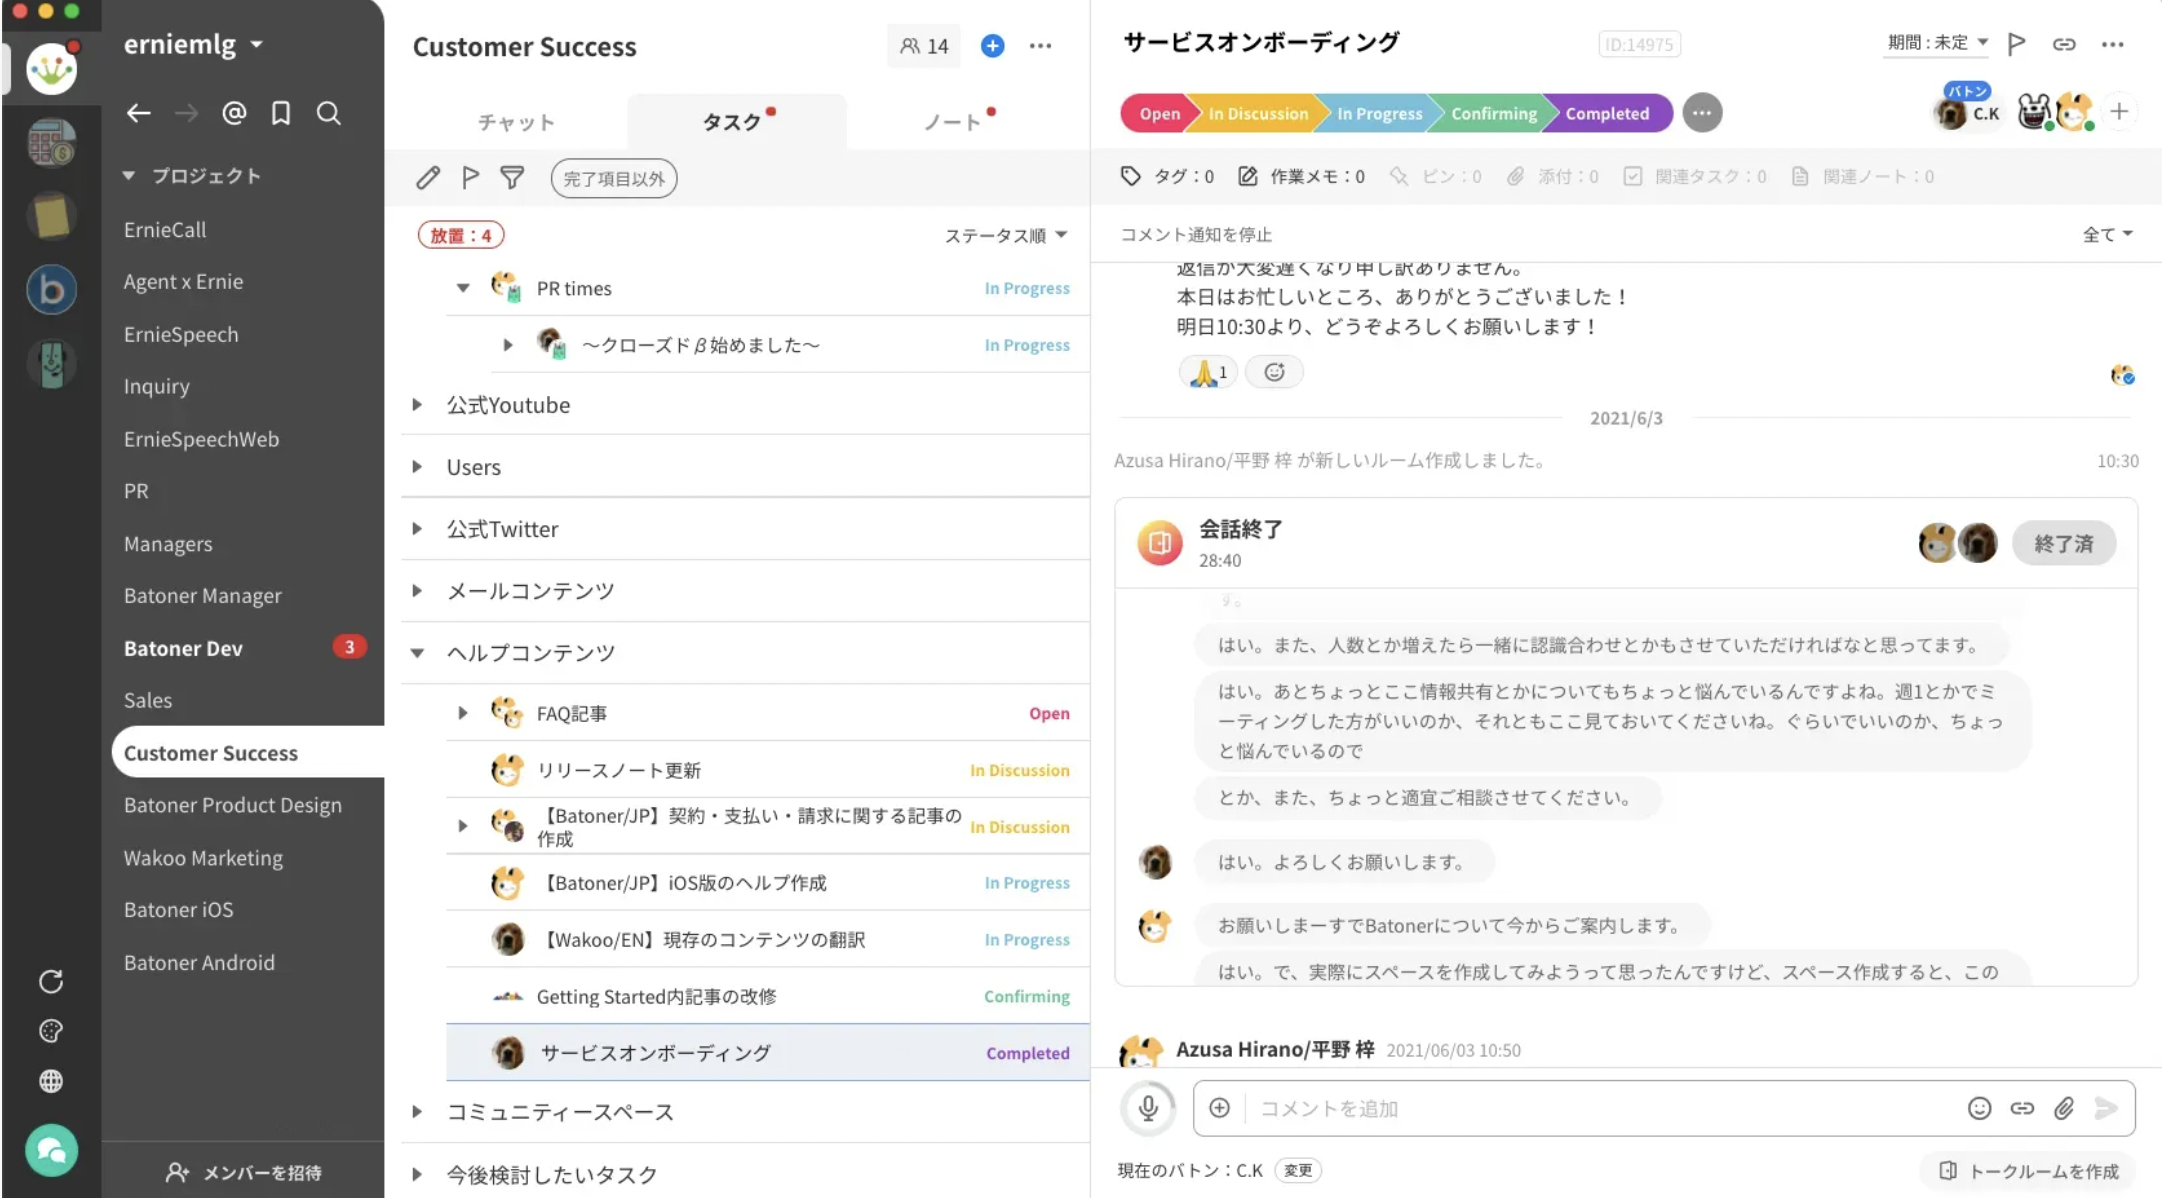 erniemlg
プロジェクト
ErnieCall
Agent x Ernie
ErnieSpeech
Inquiry
ErnieSpeechWeb
PR
Managers
Batoner Manager
Batoner Dev 3
Sales
Customer Success
Batoner Product Design
Wakoo Marketing
Batoner iOS
Batoner Android
メンバーを招待
Customer Success 14
チャット タスク ノート
完了項目以外
放置：4 ステータス順
PR times In Progress
～クローズドβ始めました～ In Progress
公式Youtube
Users
公式Twitter
メールコンテンツ
ヘルプコンテンツ
FAQ記事 Open
リリースノート更新 In Discussion
【Batoner/JP】契約・支払い・請求に関する記事の
作成 In Discussion
【Batoner/JP】iOS版のヘルプ作成 In Progress
【Wakoo/EN】現存のコンテンツの翻訳 In Progress
Getting Started内記事の改修 Confirming
サービスオンボーディング Completed
コミュニティースペース
今後検討したいタスク
サービスオンボーディング ID:14975 期間：未定
Open In Discussion In Progress Confirming Completed バトン C.K
タグ：0 作業メモ：0 ピン：0 添付：0 関連タスク：0 関連ノート：0
コメント通知を停止 全て
返信が大変遅くなり申し訳ありません。
本日はお忙しいところ、ありがとうございました！
明日10:30より、どうぞよろしくお願いします！
1
2021/6/3
Azusa Hirano/平野 梓 が新しいルーム作成しました。 10:30
会話終了
28:40 終了済
す。
はい。また、人数とか増えたら一緒に認識合わせとかもさせていただければなと思ってます。
はい。あとちょっとここ情報共有とかについてもちょっと悩んでいるんですよね。週1とかでミ
ーティングした方がいいのか、それともここ見ておいてくださいね。ぐらいでいいのか、ちょっ
と悩んでいるので
とか、また、ちょっと適宜ご相談させてください。
はい。よろしくお願いします。
お願いしまーすでBatonerについて今からご案内します。
はい。で、実際にスペースを作成してみようって思ったんですけど、スペース作成すると、この
Azusa Hirano/平野 梓 2021/06/03 10:50
コメントを追加
現在のバトン：C.K 変更 トークルームを作成